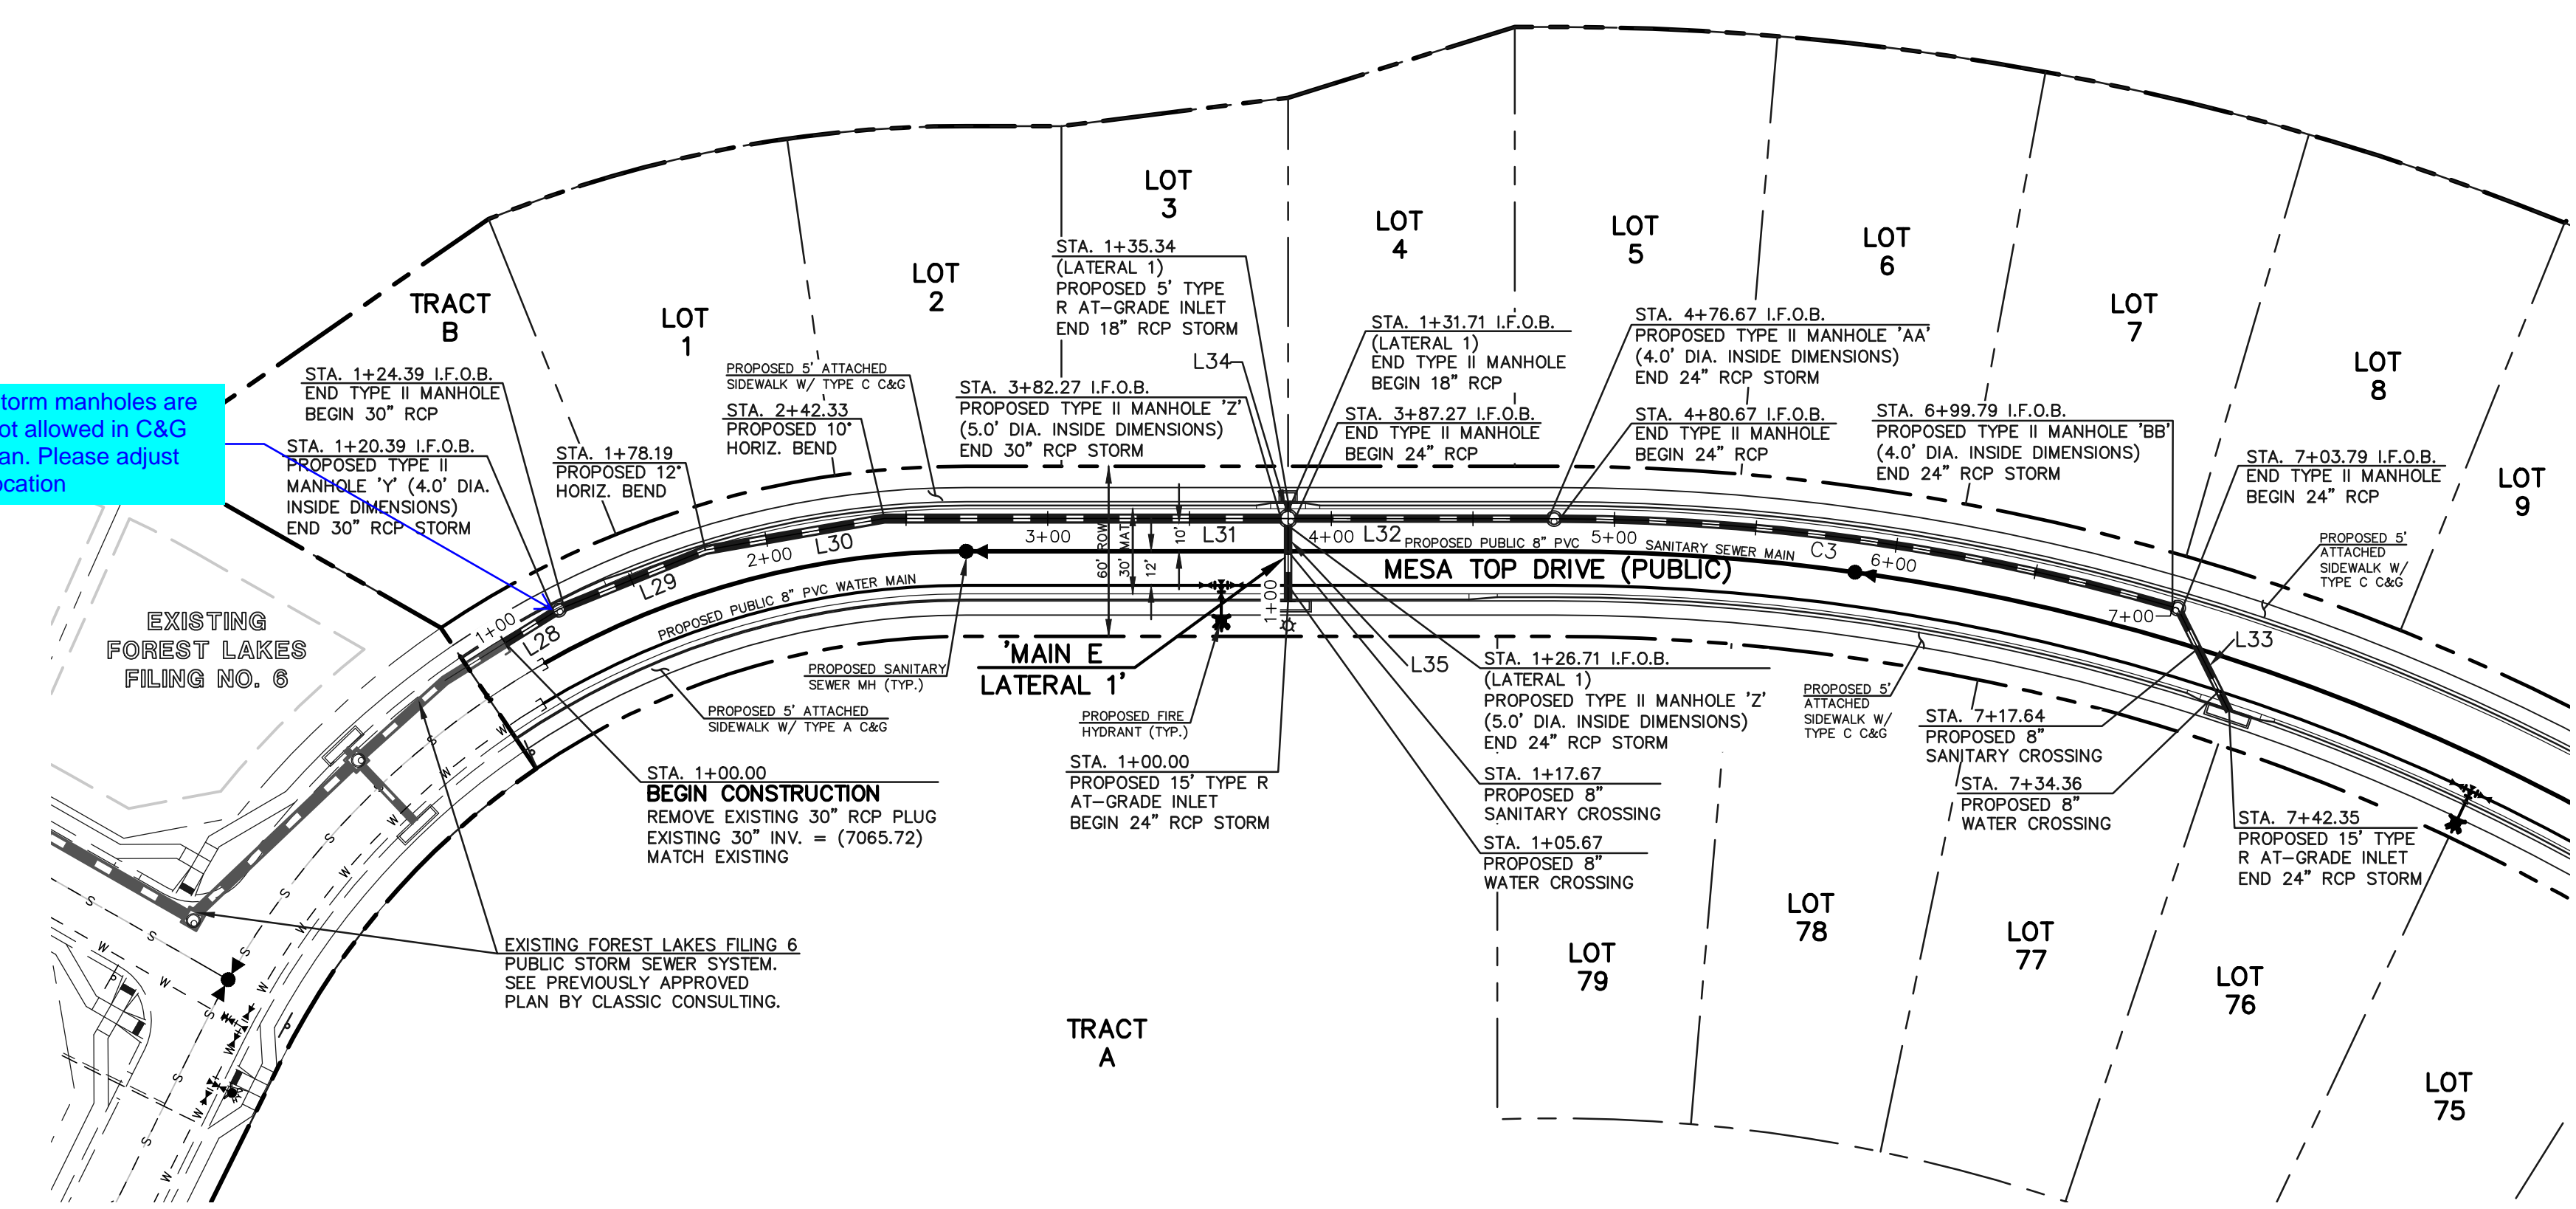 LOT
3
LOT
4
LOT
5
LOT
6
LOT
7
LOT
8
LOT
9
LOT
2
LOT
1
TRACT
B
STA. 1+35.34
(LATERAL 1)
PROPOSED 5' TYPE
R AT-GRADE INLET
END 18" RCP STORM
L34
STA. 1+31.71 I.F.O.B.
(LATERAL 1)
END TYPE II MANHOLE
BEGIN 18" RCP
STA. 4+76.67 I.F.O.B.
PROPOSED TYPE II MANHOLE 'AA'
(4.0' DIA. INSIDE DIMENSIONS)
END 24" RCP STORM
torm manholes are
ot allowed in C&G
an. Please adjust
ocation
STA. 1+24.39 I.F.O.B.
END TYPE II MANHOLE
BEGIN 30" RCP
STA. 1+20.39 I.F.O.B.
PROPOSED TYPE II
MANHOLE 'Y' (4.0' DIA.
INSIDE DIMENSIONS)
END 30" RCP STORM
STA. 1+78.19
PROPOSED 12°
HORIZ. BEND
PROPOSED 5' ATTACHED
SIDEWALK W/ TYPE C C&G
STA. 2+42.33
PROPOSED 10°
HORIZ. BEND
STA. 3+82.27 I.F.O.B.
PROPOSED TYPE II MANHOLE 'Z'
(5.0' DIA. INSIDE DIMENSIONS)
END 30" RCP STORM
STA. 3+87.27 I.F.O.B.
END TYPE II MANHOLE
BEGIN 24" RCP
STA. 4+80.67 I.F.O.B.
END TYPE II MANHOLE
BEGIN 24" RCP
STA. 6+99.79 I.F.O.B.
PROPOSED TYPE II MANHOLE 'BB'
(4.0' DIA. INSIDE DIMENSIONS)
END 24" RCP STORM
STA. 7+03.79 I.F.O.B.
END TYPE II MANHOLE
BEGIN 24" RCP
PROPOSED 5'
ATTACHED
SIDEWALK W/
TYPE C C&G
1+00
L28
L29
2+00
L30
3+00
60' ROW
30' MAT
12'
10'
L31
4+00
L32
PROPOSED PUBLIC 8" PVC
5+00
SANITARY SEWER MAIN
C3
6+00
7+00
L33
MESA TOP DRIVE (PUBLIC)
PROPOSED PUBLIC 8" PVC WATER MAIN
1+00
EXISTING
FOREST LAKES
FILING NO. 6
PROPOSED SANITARY
SEWER MH (TYP.)
'MAIN E
LATERAL 1'
L35
PROPOSED 5' ATTACHED
SIDEWALK W/ TYPE A C&G
PROPOSED FIRE
HYDRANT (TYP.)
STA. 1+26.71 I.F.O.B.
(LATERAL 1)
PROPOSED TYPE II MANHOLE 'Z'
(5.0' DIA. INSIDE DIMENSIONS)
END 24" RCP STORM
PROPOSED 5'
ATTACHED
SIDEWALK W/
TYPE C C&G
STA. 7+17.64
PROPOSED 8"
SANITARY CROSSING
STA. 1+00.00
BEGIN CONSTRUCTION
REMOVE EXISTING 30" RCP PLUG
EXISTING 30" INV. = (7065.72)
MATCH EXISTING
STA. 1+00.00
PROPOSED 15' TYPE R
AT-GRADE INLET
BEGIN 24" RCP STORM
STA. 1+17.67
PROPOSED 8"
SANITARY CROSSING
STA. 1+05.67
PROPOSED 8"
WATER CROSSING
STA. 7+34.36
PROPOSED 8"
WATER CROSSING
STA. 7+42.35
PROPOSED 15' TYPE
R AT-GRADE INLET
END 24" RCP STORM
EXISTING FOREST LAKES FILING 6
PUBLIC STORM SEWER SYSTEM.
SEE PREVIOUSLY APPROVED
PLAN BY CLASSIC CONSULTING.
TRACT
A
LOT
79
LOT
78
LOT
77
LOT
76
LOT
75